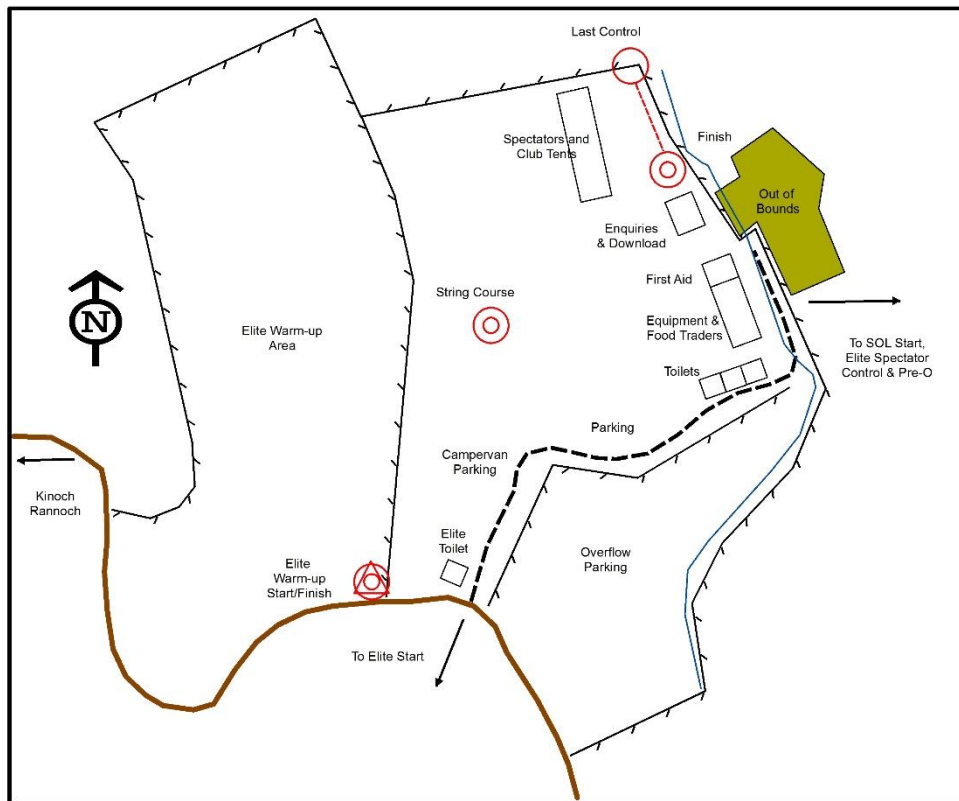 Last Control
Finish
Spectators and
Club Tents
Out of
Bounds
Enquiries
& Download
First Aid
String Course
Elite Warm-up
Area
N
Equipment &
Food Traders
To SOL Start,
Elite Spectator
Control & Pre-O
Toilets
Parking
Campervan
Parking
Kinoch
Rannoch
Elite
Toilet
Overflow
Parking
Elite
Warm-up
Start/Finish
To Elite Start